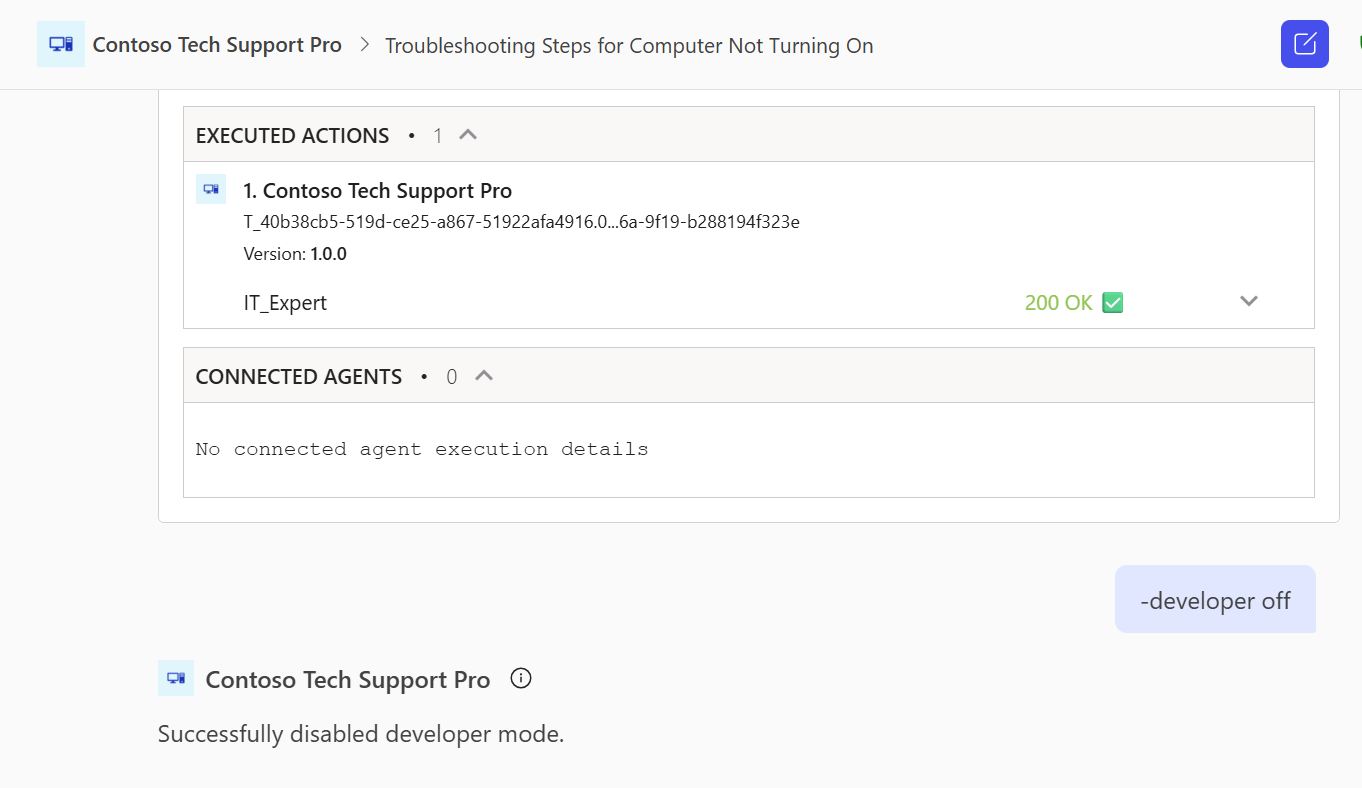 Contoso Tech Support Pro > Troubleshooting Steps for Computer Not Turning On
EXECUTED ACTIONS • 1
1. Contoso Tech Support Pro
T_40b38cb5-519d-ce25-a867-51922afa4916.0...6a-9f19-b288194f323e
Version: 1.0.0
IT_Expert 200 OK ✅
CONNECTED AGENTS • 0
No connected agent execution details
-developer off
Contoso Tech Support Pro
Successfully disabled developer mode.